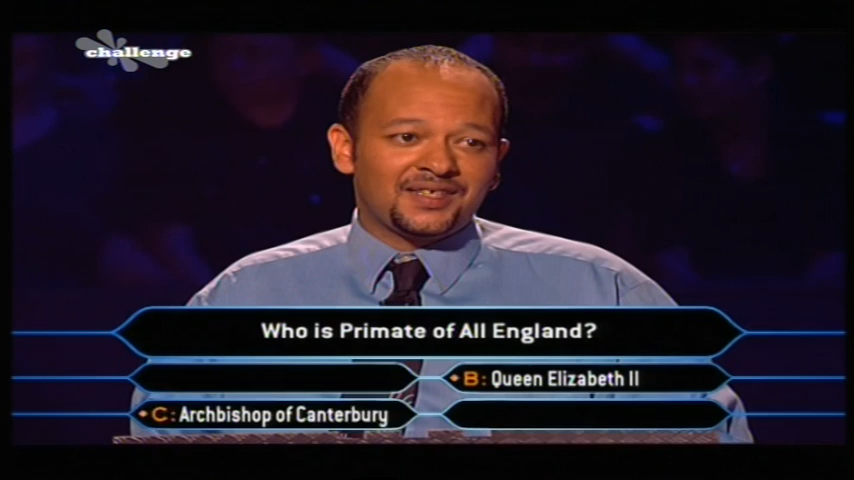 challenge
Who is Primate of All England?
B: Queen Elizabeth II
C: Archbishop of Canterbury